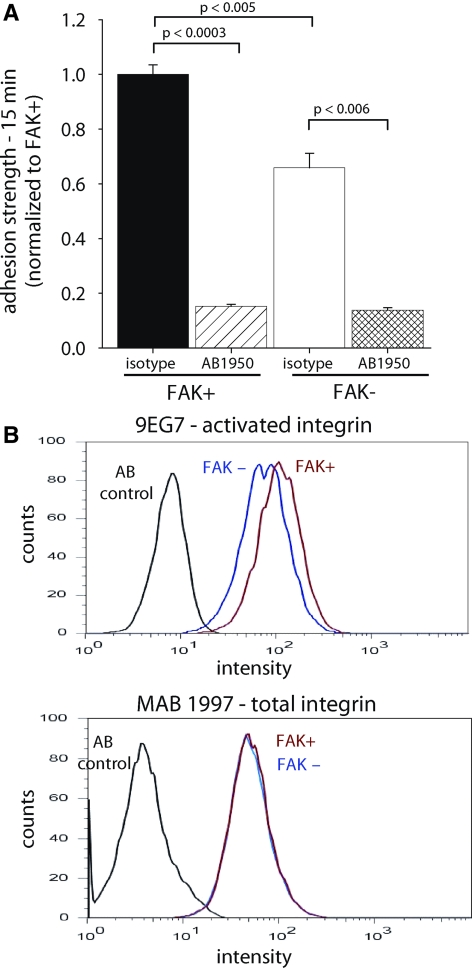 A
p < 0.005
p < 0.0003
p < 0.006
adhesion strength - 15 min
(normalized to FAK+)
1.2
1.0
0.8
0.6
0.4
0.2
0.0
isotype AB1950 isotype AB1950
FAK+ FAK-
B
9EG7 - activated integrin
counts
100
80
60
40
20
0
AB
control
FAK – FAK+
10⁰ 10¹ 10² 10³
intensity
MAB 1997 - total integrin
counts
100
80
60
40
20
0
AB
control
FAK+
FAK –
10⁰ 10¹ 10² 10³
intensity